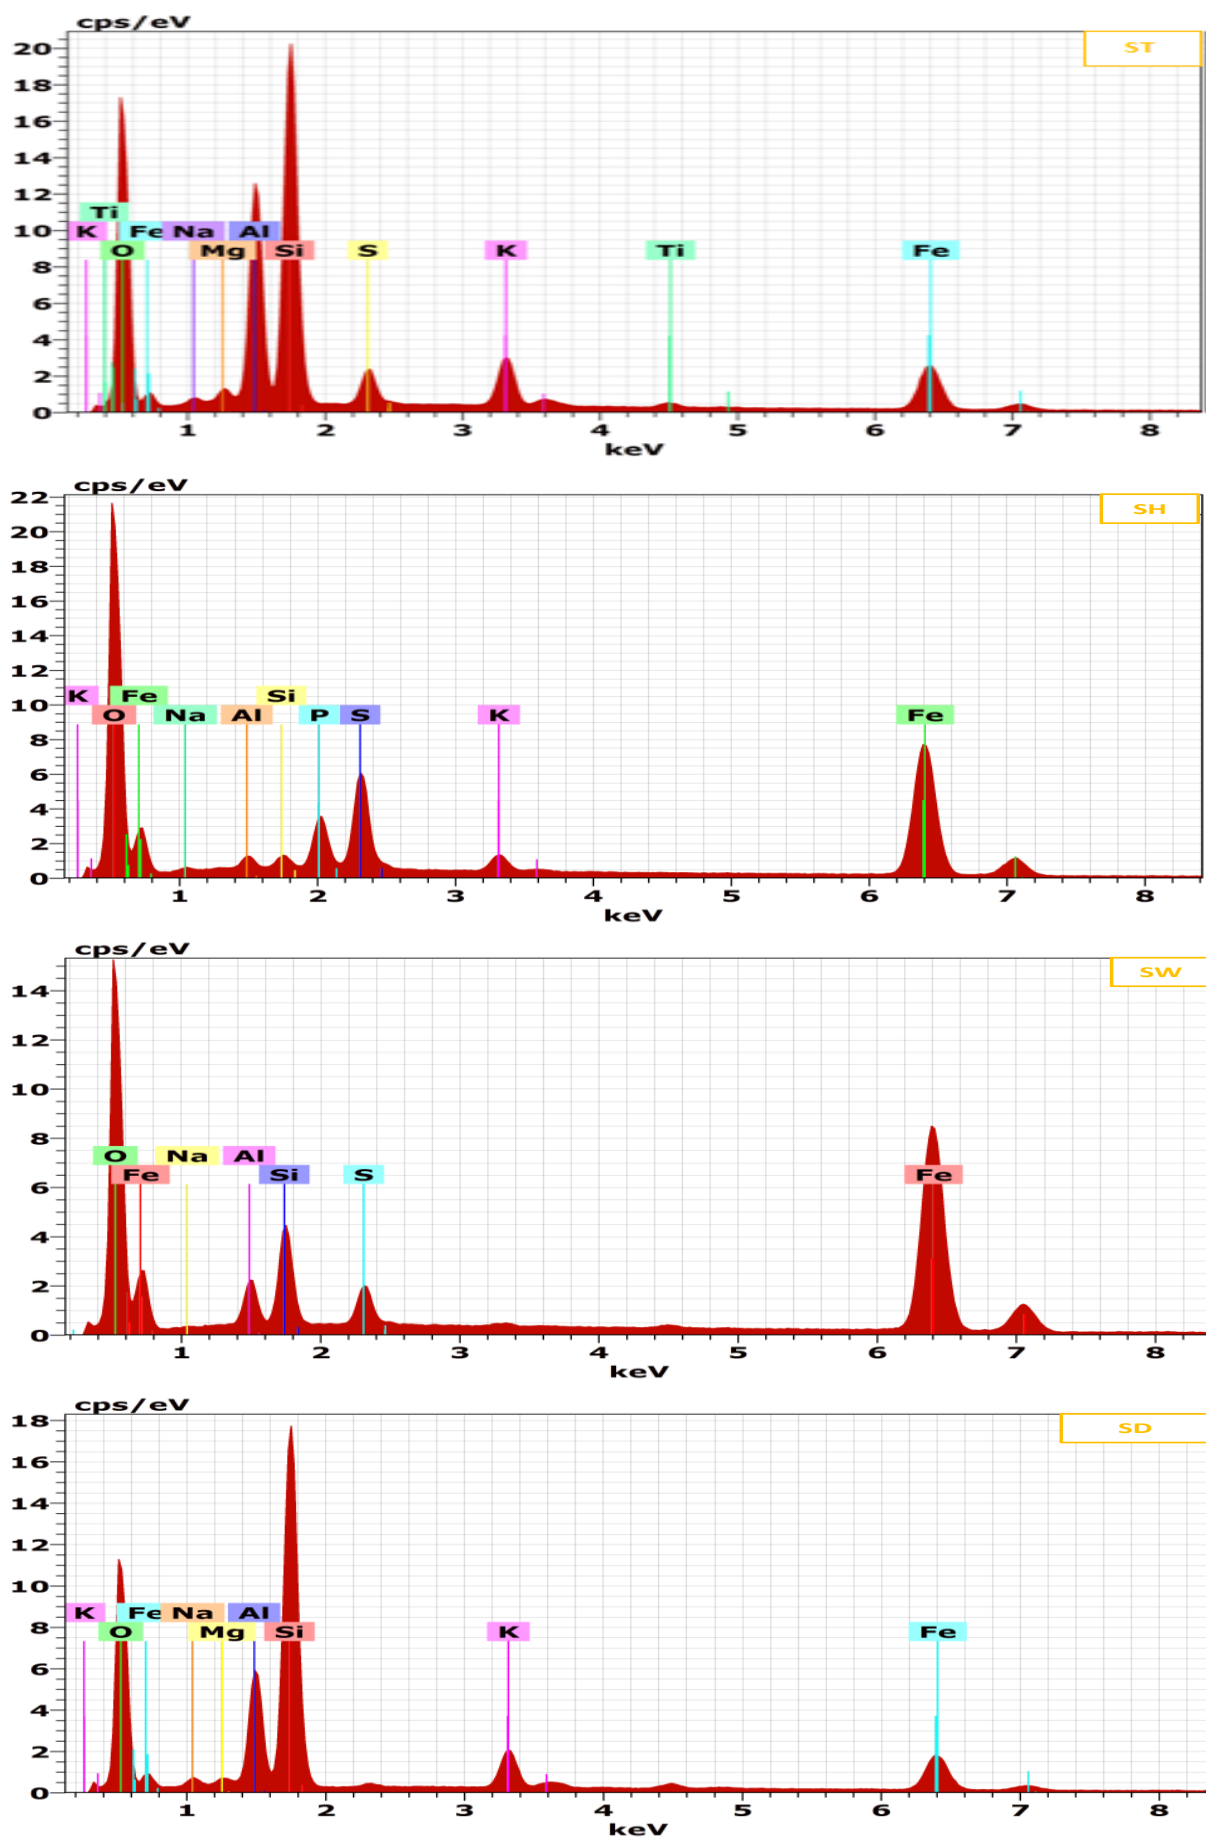 cps/eV
ST
20
18
16
14
12
Ti
10 K Fe Na Al
O Mg Si S K Ti Fe
8
6
4
2
0
1 2 3 4 5 6 7 8
keV
cps/eV
22
SH
20
18
16
14
12
K Fe Si
10
O Na Al P S K Fe
8
6
4
2
0
1 2 3 4 5 6 7 8
keV
cps/eV
SW
14
12
10
8
O Na Al
Fe Si S Fe
6
4
2
0
1 2 3 4 5 6 7 8
keV
cps/eV
18
SD
16
14
12
10
K Fe Na Al
8 O Mg Si K Fe
6
4
2
0
1 2 3 4 5 6 7 8
keV